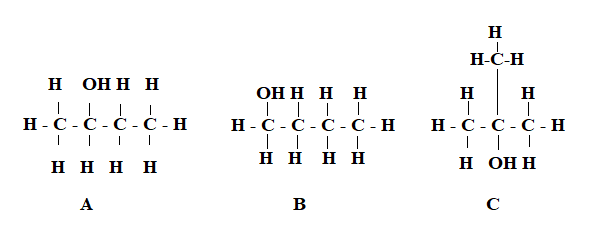 H
H-C-H
H OH H H
OH H H H
H H
H - C - C - C - C - H
H - C - C - C - C - H
H - C - C - C - H
H H H H
H H H H
H OH H
A
B
C